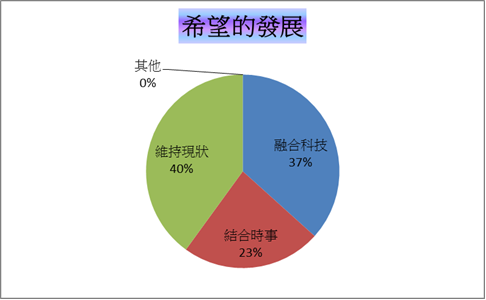 希望的發展
其他
0%
融合科技
37%
維持現狀
40%
結合時事
23%